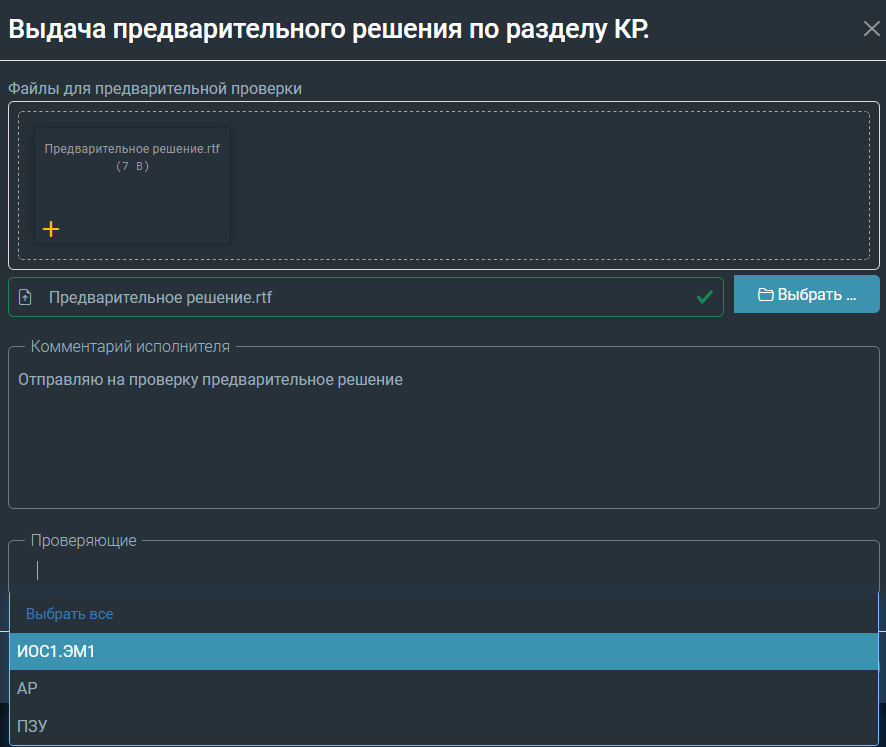 Выдача предварительного решения по разделу КР.
Файлы для предварительной проверки
Предварительное решение.rtf
(7 B)
Предварительное решение.rtf
Выбрать ...
Комментарий исполнителя
Отправляю на проверку предварительное решение
Проверяющие
Выбрать все
ИОС1.ЭМ1
АР
ПЗУ